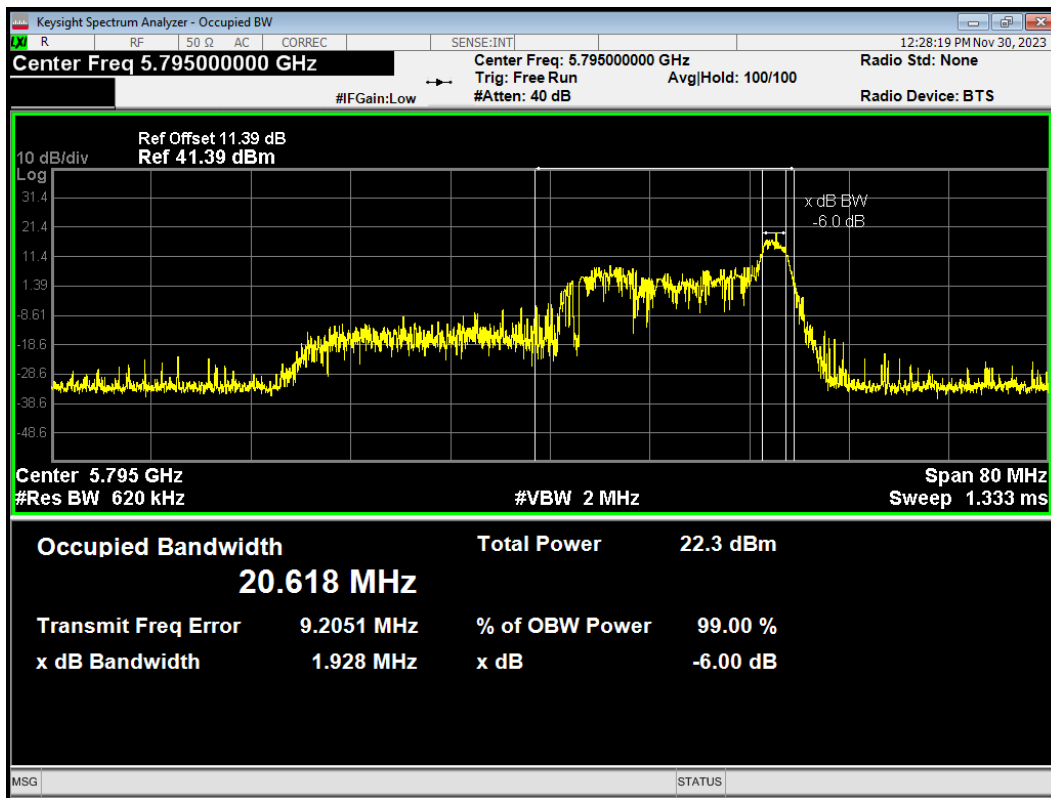 Keysight Spectrum Analyzer - Occupied BW
LXI R RF 50 Ω AC CORREC SENSE:INT 12:28:19 PM Nov 30, 2023
Center Freq 5.795000000 GHz
Center Freq: 5.795000000 GHz
Radio Std: None
Trig: Free Run Avg|Hold: 100/100
#IFGain:Low #Atten: 40 dB Radio Device: BTS
Ref Offset 11.39 dB
10 dB/div Ref 41.39 dBm
Log
31.4
x dB BW
-6.0 dB
21.4
11.4
1.39
-8.61
-18.6
-28.6
-38.6
-48.6
Center 5.795 GHz Span 80 MHz
#Res BW 620 kHz #VBW 2 MHz Sweep 1.333 ms
Occupied Bandwidth Total Power 22.3 dBm
20.618 MHz
Transmit Freq Error 9.2051 MHz % of OBW Power 99.00 %
x dB Bandwidth 1.928 MHz x dB -6.00 dB
MSG STATUS